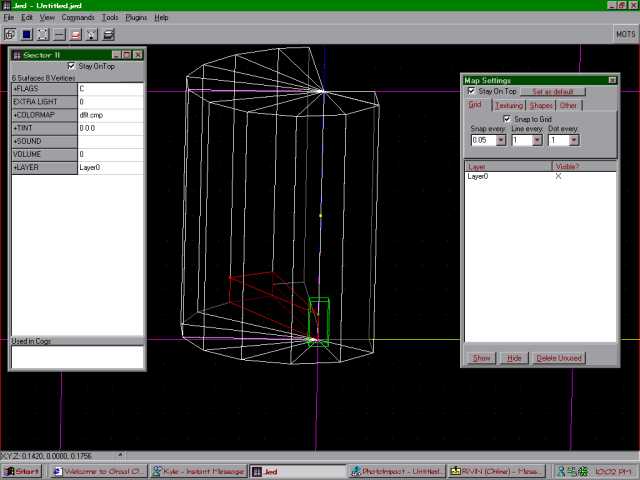 Jed - Untitled.jed
File Edit View Commands Tools Plugins Help
MOTS
Sector 11
Stay OnTop
6 Surfaces 8 Vertices
+FLAGS C
EXTRA LIGHT 0
+COLORMAP dflt.cmp
+TINT 0 0 0
+SOUND
VOLUME 0
+LAYER Layer0
Used in Cogs
Map Settings
Stay On Top Set as default
Grid Texturing Shapes Other
Snap to Grid
Snap every: Line every: Dot every:
0.05 1 .1
Layer Visible?
Layer0 X
Show Hide Delete Unused
X,Y,Z: 0.1420, 0.0000, 0.1756
Start Welcome to Graal O... Kyle - Instant Message Jed PhotoImpact - Untitled... RIVIN (Online) - Mess... 10:02 PM